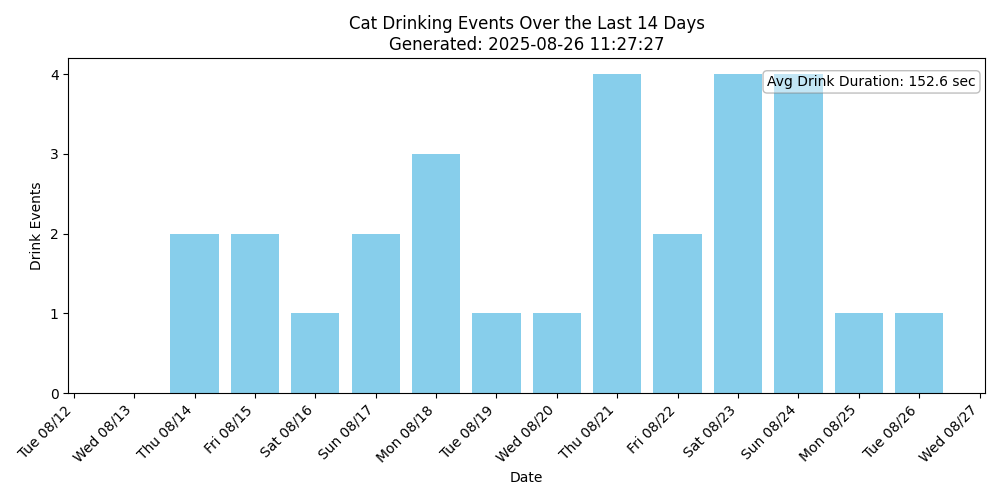 Cat Drinking Events Over the Last 14 Days
Generated: 2025-08-26 11:27:27
Avg Drink Duration: 152.6 sec
4
3
2
1
0
Drink Events
Tue 08/12
Wed 08/13
Thu 08/14
Fri 08/15
Sat 08/16
Sun 08/17
Mon 08/18
Tue 08/19
Wed 08/20
Thu 08/21
Fri 08/22
Sat 08/23
Sun 08/24
Mon 08/25
Tue 08/26
Wed 08/27
Date